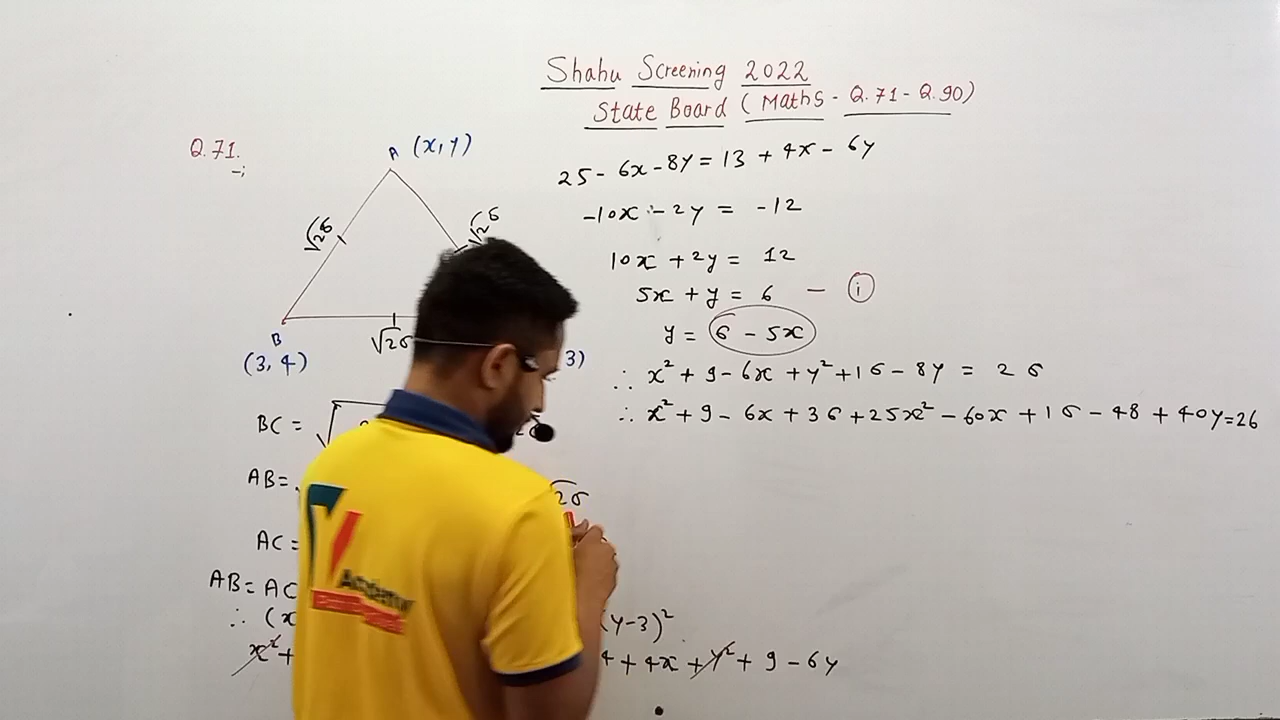 Shahu Screening 2022
State Board (Maths - Q.71 - Q.90)
Q.71.
A (x, y)
√26
√26
B
√26
(3, 4)
3)
BC = √
AB =
√26
AC =
AB = AC
∴ (x
(y-3)²
x² +
4 + 4x + y² + 9 - 6y
25 - 6x - 8y = 13 + 4x - 6y
-10x - 2y = -12
10x + 2y = 12
5x + y = 6 — (i)
y = 6 - 5x
∴ x² + 9 - 6x + y² + 16 - 8y = 26
∴ x² + 9 - 6x + 36 + 25x² - 60x + 16 - 48 + 40y = 26